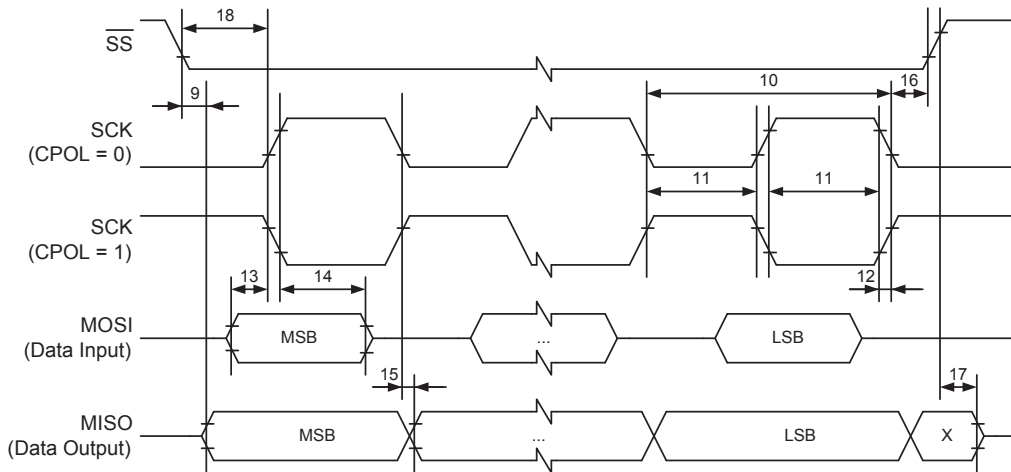 18
SS
9
10
16
SCK
(CPOL = 0)
11
11
SCK
(CPOL = 1)
13
14
12
MOSI
(Data Input)
MSB
...
LSB
15
17
MISO
(Data Output)
MSB
...
LSB
X